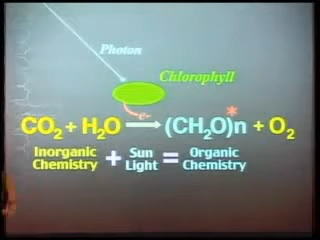 Photon
Chlorophyll
e-
CO2 + H2O → (CH2O)n* + O2
Inorganic Chemistry + Sun Light = Organic Chemistry